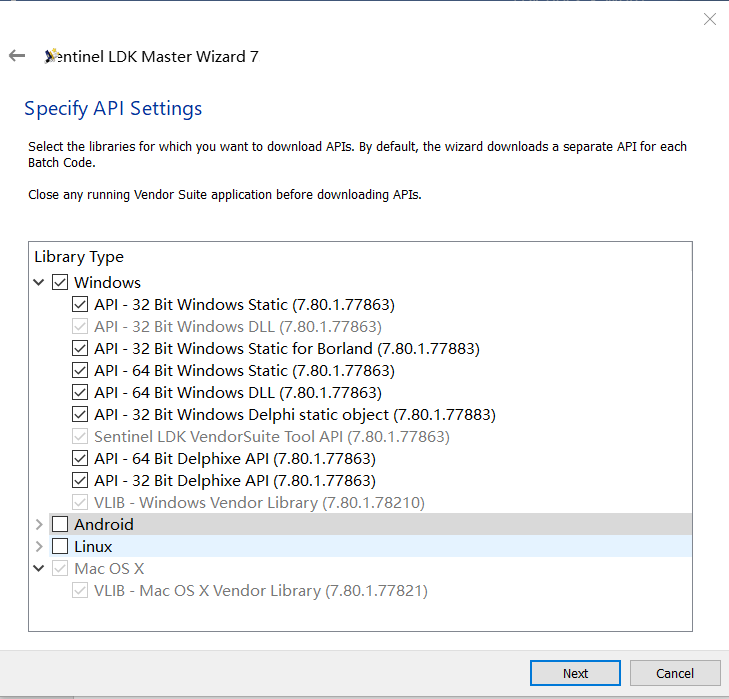 Sentinel LDK Master Wizard 7
Specify API Settings
Select the libraries for which you want to download APIs. By default, the wizard downloads a separate API for each
Batch Code.
Close any running Vendor Suite application before downloading APIs.
Library Type
Windows
API - 32 Bit Windows Static (7.80.1.77863)
API - 32 Bit Windows DLL (7.80.1.77863)
API - 32 Bit Windows Static for Borland (7.80.1.77883)
API - 64 Bit Windows Static (7.80.1.77863)
API - 64 Bit Windows DLL (7.80.1.77863)
API - 32 Bit Windows Delphi static object (7.80.1.77883)
Sentinel LDK VendorSuite Tool API (7.80.1.77863)
API - 64 Bit Delphixe API (7.80.1.77863)
API - 32 Bit Delphixe API (7.80.1.77863)
VLIB - Windows Vendor Library (7.80.1.78210)
Android
Linux
Mac OS X
VLIB - Mac OS X Vendor Library (7.80.1.77821)
Next
Cancel